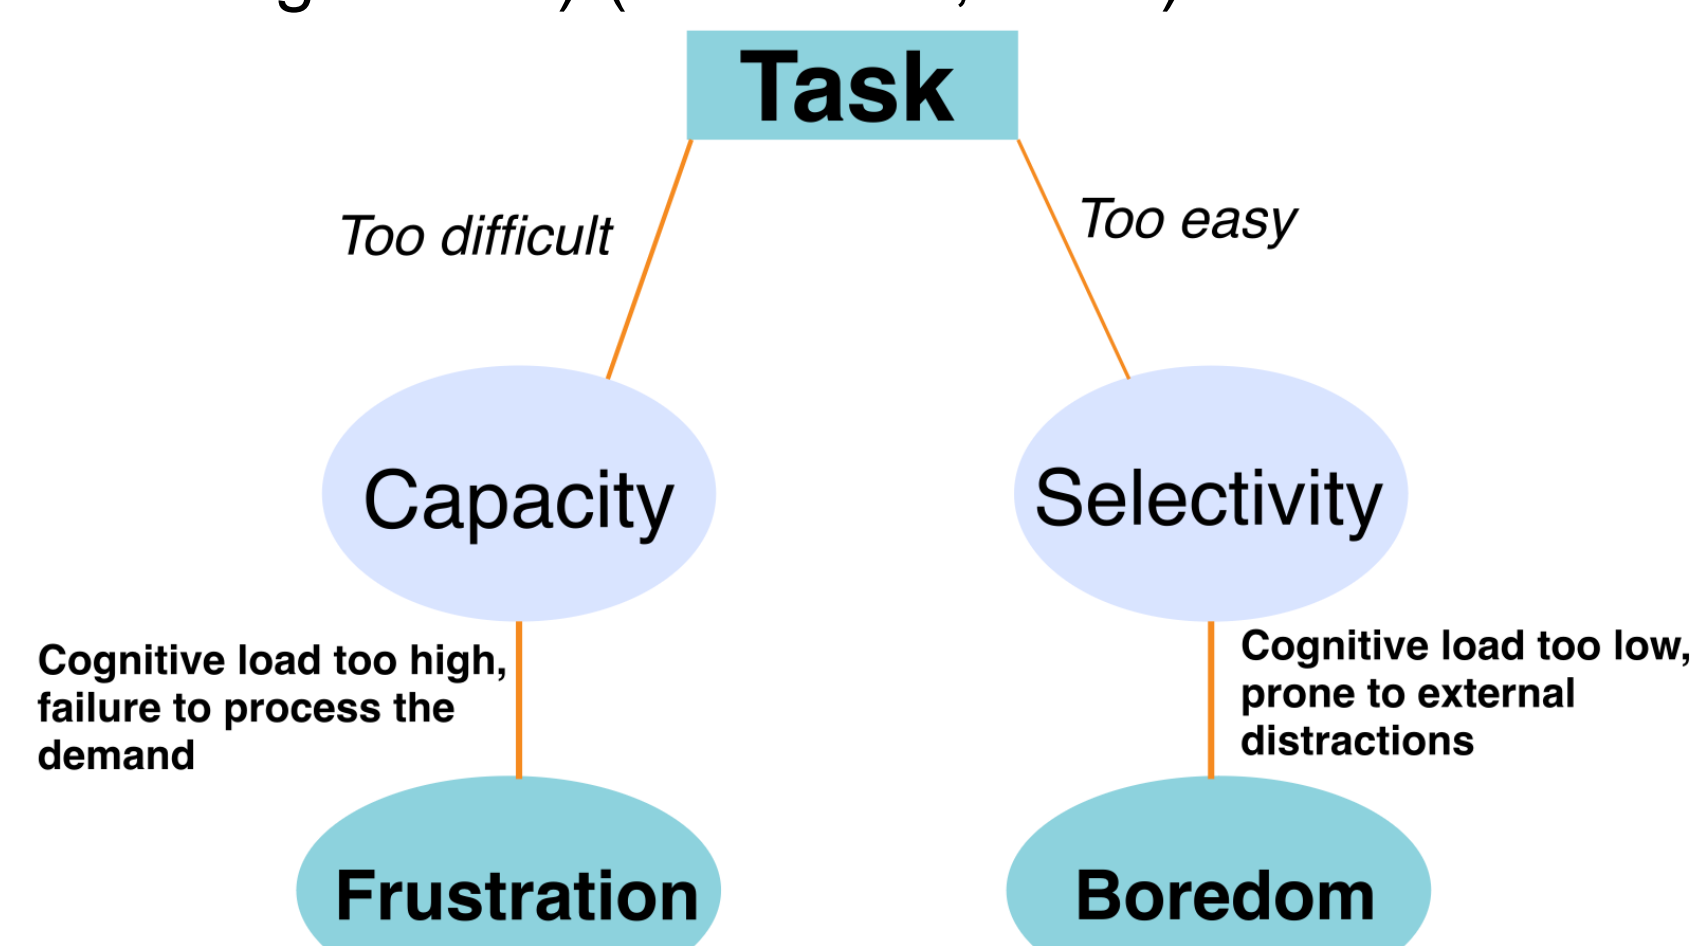 Task
Too difficult
Too easy
Capacity
Selectivity
Cognitive load too high,
failure to process the
demand
Cognitive load too low,
prone to external
distractions
Frustration
Boredom